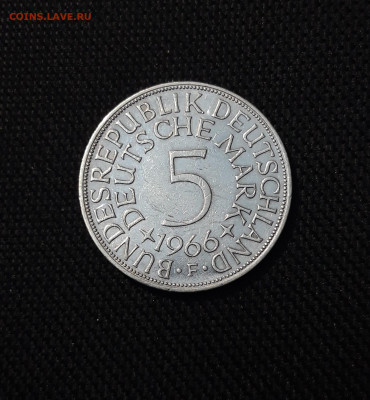 COINS.LAVE.RU
BUNDESREPUBLIK DEUTSCHLAND
DEUTSCHE MARK
5
1966
F